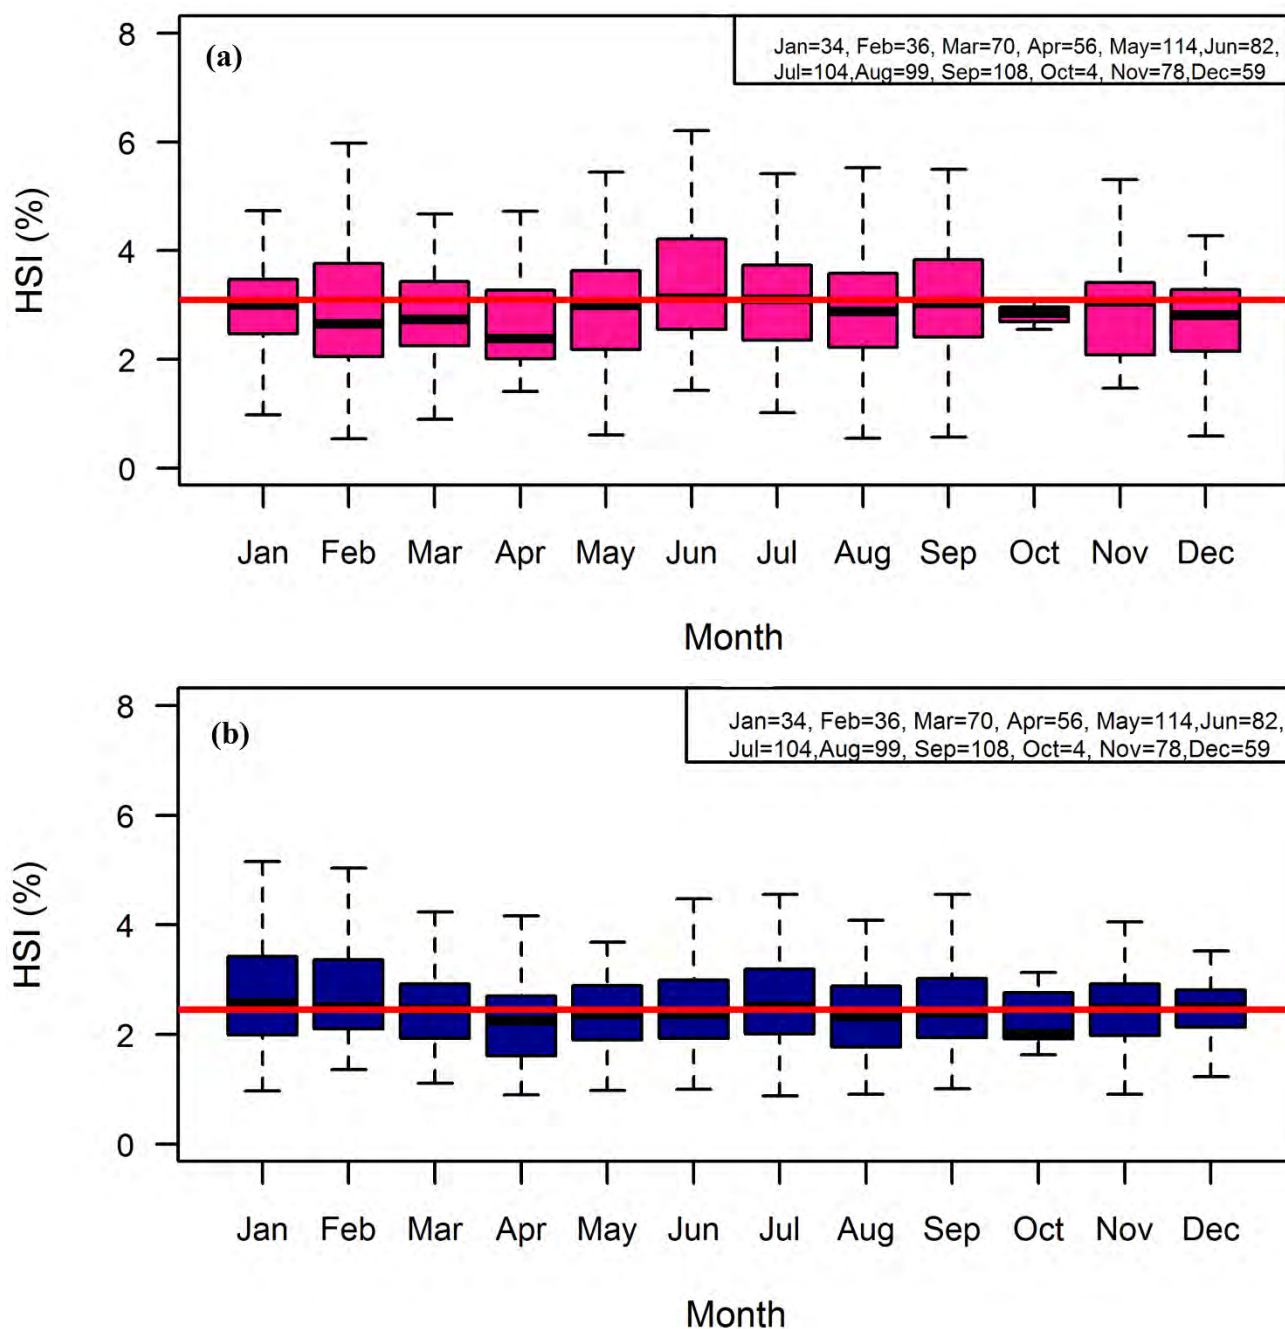 (a)
Jan=34, Feb=36, Mar=70, Apr=56, May=114,Jun=82,
Jul=104,Aug=99, Sep=108, Oct=4, Nov=78,Dec=59
HSI (%)
8
6
4
2
0
Jan Feb Mar Apr May Jun Jul Aug Sep Oct Nov Dec
Month
(b)
Jan=34, Feb=36, Mar=70, Apr=56, May=114,Jun=82,
Jul=104,Aug=99, Sep=108, Oct=4, Nov=78,Dec=59
HSI (%)
8
6
4
2
0
Jan Feb Mar Apr May Jun Jul Aug Sep Oct Nov Dec
Month